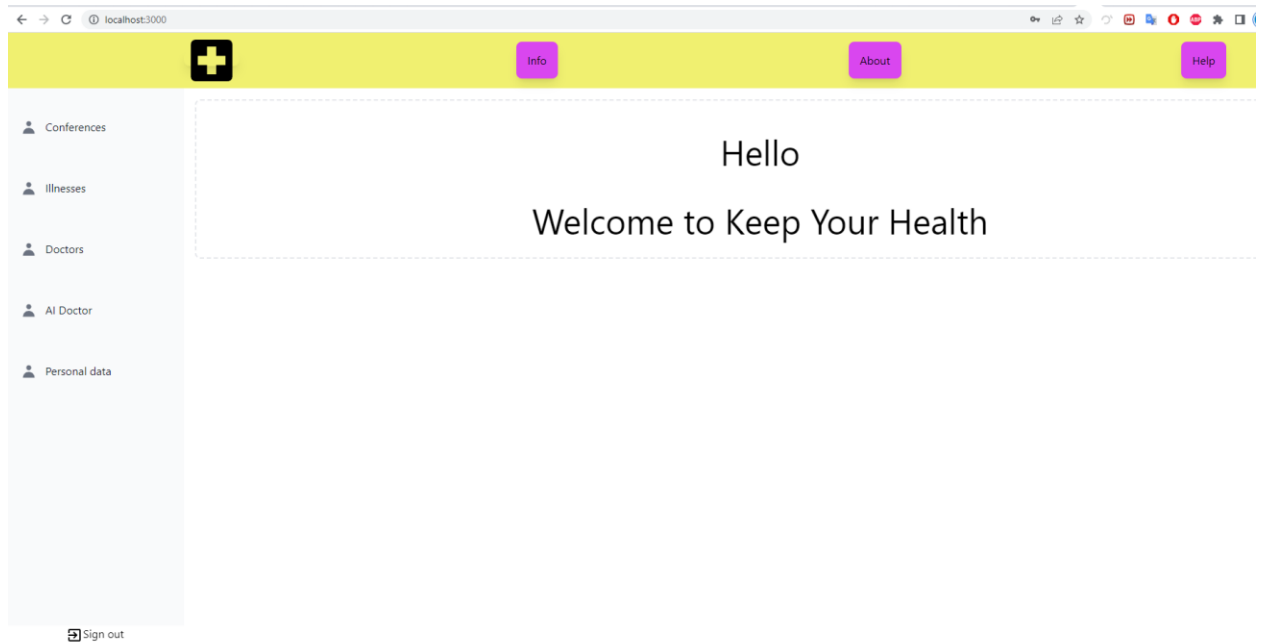 localhost:3000
Info
About
Help
Conferences
Illnesses
Doctors
AI Doctor
Personal data
Hello
Welcome to Keep Your Health
Sign out